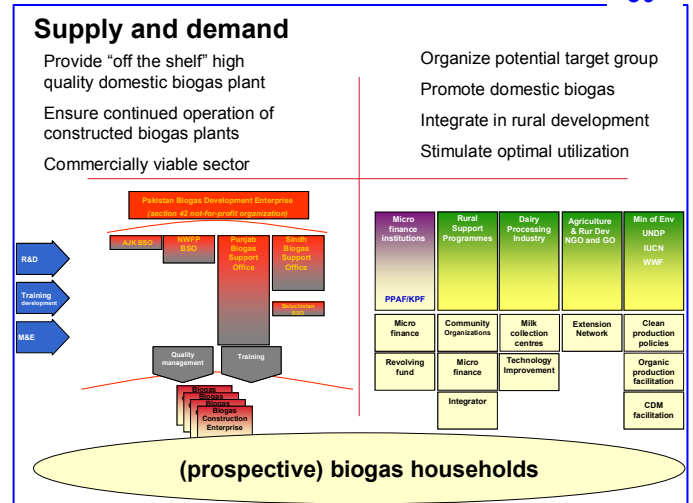 Supply and demand
Provide “off the shelf” high
quality domestic biogas plant
Ensure continued operation of
constructed biogas plants
Commercially viable sector
Organize potential target group
Promote domestic biogas
Integrate in rural development
Stimulate optimal utilization
Pakistan Biogas Development Enterprise
(section 42 not-for-profit organization)
AJK BSO
NWFP
BSO
Punjab
Biogas
Support
Office
Sindh
Biogas
Support
Office
Balochistan
BSO
R&D
Training
development
M&E
Quality
management
Training
Biogas
Biogas
Biogas
Biogas
Construction
Enterprise
Micro
finance
institutions
PPAF/KPF
Rural
Support
Programmes
Dairy
Processing
Industry
Agriculture
& Rur Dev
NGO and GO
Min of Env
UNDP
IUCN
WWF
Micro
finance
Revolving
fund
Community
Organizations
Micro
finance
Integrator
Milk
collection
centres
Technology
Improvement
Extension
Network
Clean
production
policies
Organic
production
facilitation
CDM
facilitation
(prospective) biogas households